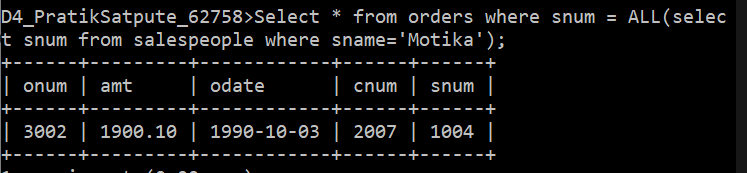 D4_PratikSatpute_62758>Select * from orders where snum = ALL(selec
t snum from salespeople where sname='Motika');
+------+---------+------------+------+------+
| onum | amt     | odate      | cnum | snum |
+------+---------+------------+------+------+
| 3002 | 1900.10 | 1990-10-03 | 2007 | 1004 |
+------+---------+------------+------+------+